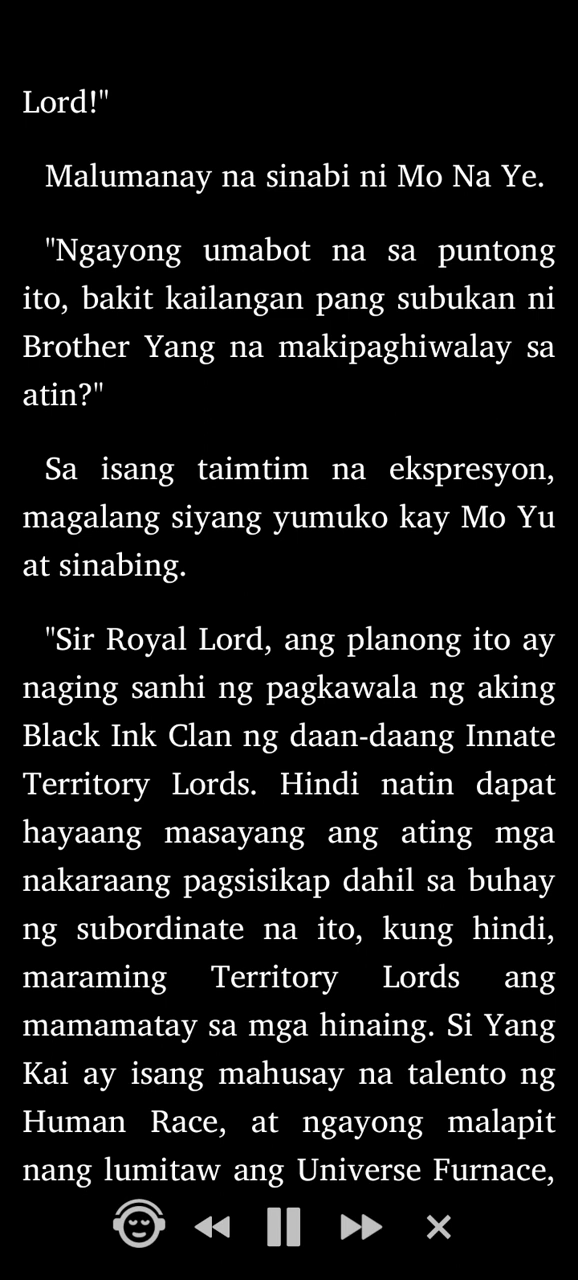 Lord!"
Malumanay na sinabi ni Mo Na Ye.
"Ngayong umabot na sa puntong
ito, bakit kailangan pang subukan ni
Brother Yang na makipaghiwalay sa
atin?"
Sa isang taimtim na ekspresyon,
magalang siyang yumuko kay Mo Yu
at sinabing.
"Sir Royal Lord, ang planong ito ay
naging sanhi ng pagkawala ng aking
Black Ink Clan ng daan-daang Innate
Territory Lords. Hindi natin dapat
hayaang masayang ang ating mga
nakaraang pagsisikap dahil sa buhay
ng subordinate na ito, kung hindi,
maraming Territory Lords ang
mamamatay sa mga hinaing. Si Yang
Kai ay isang mahusay na talento ng
Human Race, at ngayong malapit
nang lumitaw ang Universe Furnace,